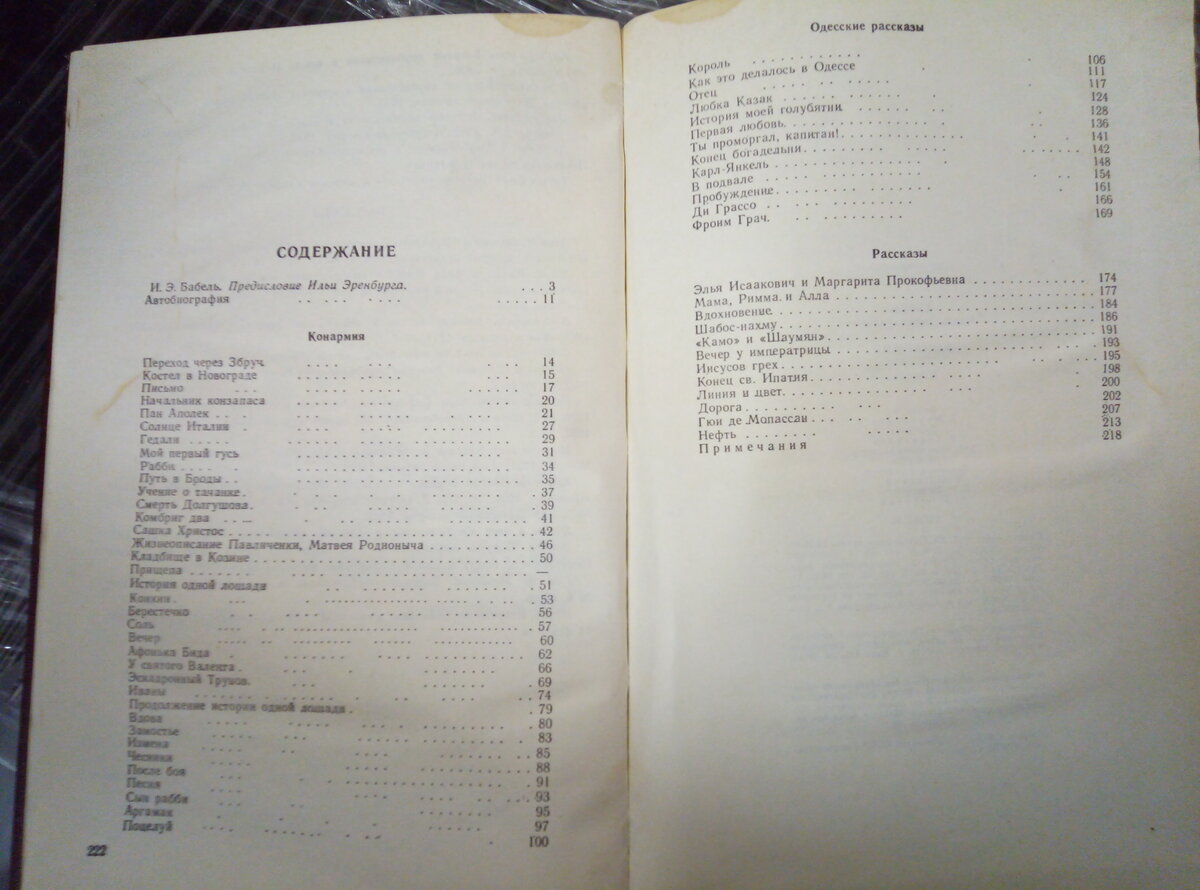 СОДЕРЖАНИЕ
И. Э. Бабель. Предисловие Ильи Эренбурга. ... 3
Автобиография ..... 11
Конармия
Переход через Збруч ..... 14
Костел в Новограде ..... 15
Письмо ..... 17
Начальник конзапаса ..... 20
Пан Аполек ..... 21
Солнце Италии ..... 27
Гедали ..... 29
Мой первый гусь ..... 31
Рабби ..... 34
Путь в Броды ..... 35
Учение о тачанке ..... 37
Смерть Долгушова ..... 39
Комбриг два ..... 41
Сашка Христос ..... 42
Жизнеописание Павличенки, Матвея Родионыча ..... 46
Кладбище в Козине ..... 50
Прищепа ..... —
История одной лошади ..... 51
Конкин ..... 53
Берестечко ..... 56
Соль ..... 57
Вечер ..... 60
Афонька Бида ..... 62
У святого Валента ..... 66
Эскадронный Трунов ..... 69
Иваны ..... 74
Продолжение истории одной лошади ..... 79
Вдова ..... 80
Замостье ..... 83
Измена ..... 85
Чесники ..... 88
После боя ..... 91
Песня ..... 93
Сын рабби ..... 95
Аргамак ..... 97
Поцелуй ..... 100
222
Одесские рассказы
Король ..... 106
Как это делалось в Одессе ..... 111
Отец ..... 117
Любка Казак ..... 124
История моей голубятни ..... 128
Первая любовь ..... 136
Ты проморгал, капитан! ..... 141
Конец богадельни ..... 142
Карл-Янкель ..... 148
В подвале ..... 154
Пробуждение ..... 161
Ди Грассо ..... 166
Фроим Грач ..... 169
Рассказы
Элья Исаакович и Маргарита Прокофьевна ..... 174
Мама, Римма и Алла ..... 177
Вдохновение ..... 184
Шабос-нахму ..... 186
«Камо» и «Шаумян» ..... 191
Вечер у императрицы ..... 193
Иисусов грех ..... 195
Конец св. Ипатия ..... 198
Линия и цвет ..... 200
Дорога ..... 202
Гюи де Мопассан ..... 207
Нефть ..... 213
Примечания 218